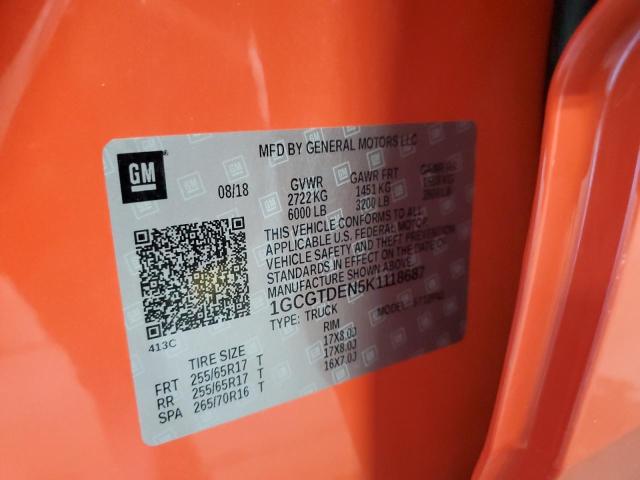 MFD BY GENERAL MOTORS LLC
GM
08/18
GVWR GAWR FRT GAWR RR
2722 KG 1451 KG
6000 LB 3200 LB
THIS VEHICLE CONFORMS TO ALL
APPLICABLE U.S. FEDERAL MOTOR
VEHICLE SAFETY AND THEFT PREVENTION
STANDARDS IN EFFECT ON THE DATE OF
MANUFACTURE SHOWN ABOVE.
1GCGTDEN5K1118687
TYPE: TRUCK MODEL:
413C
TIRE SIZE RIM
FRT 255/65R17 T 17X8.0J
RR 255/65R17 T 17X8.0J
SPA 265/70R16 T 16X7.0J